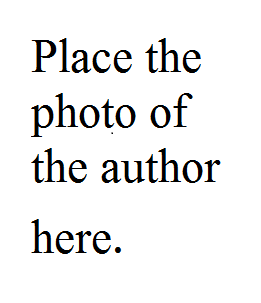 Place the
photo of
the author
here.